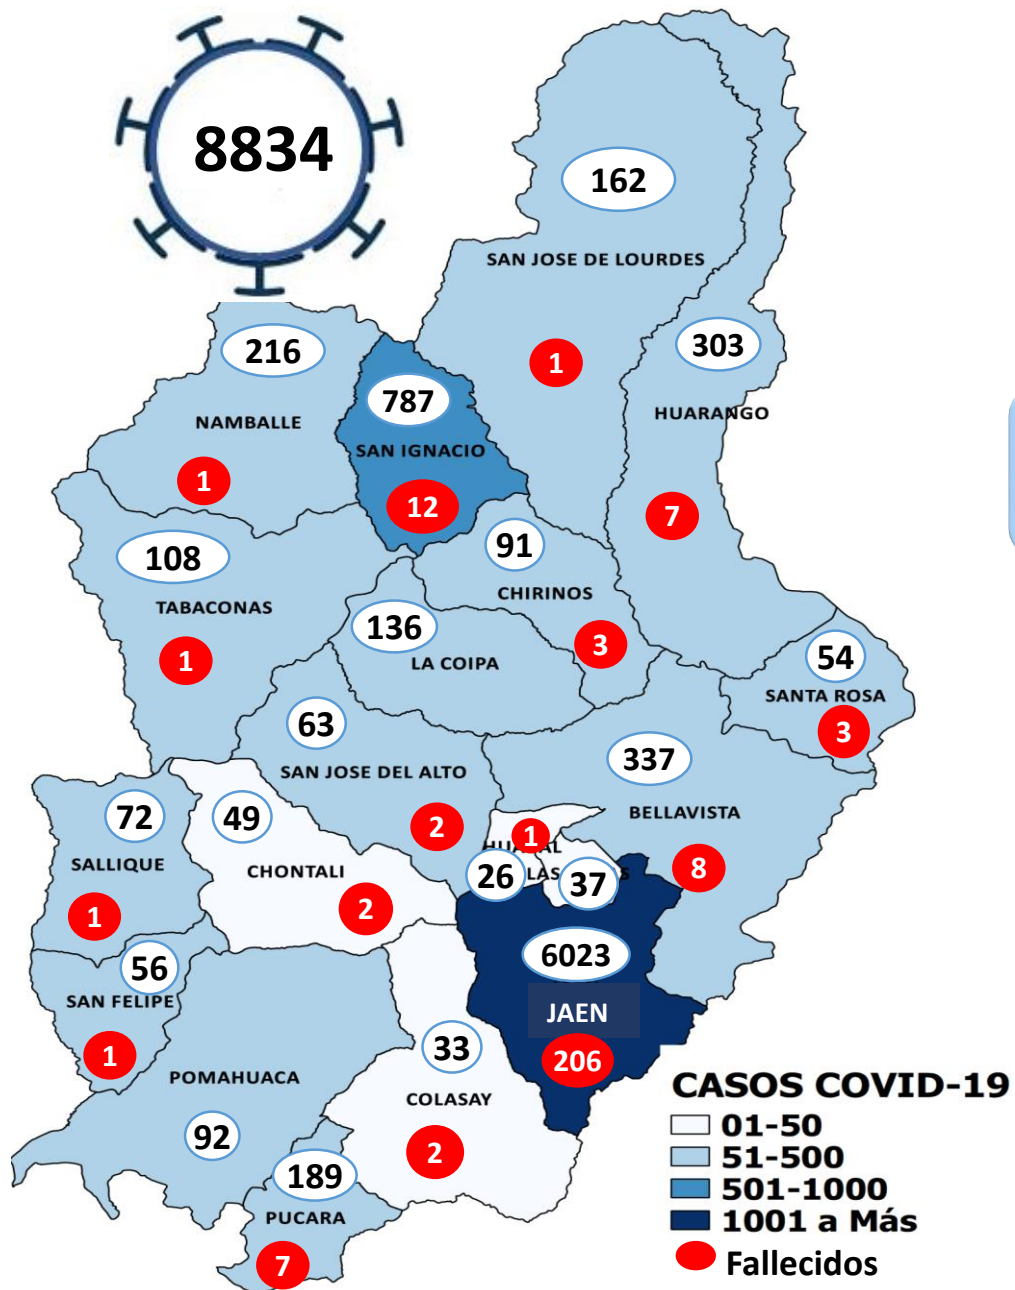 8834
162
SAN JOSE DE LOURDES
1
303
HUARANGO
7
216
NAMBALLE
1
787
SAN IGNACIO
12
108
TABACONAS
1
91
CHIRINOS
3
136
LA COIPA
54
SANTA ROSA
3
63
SAN JOSE DEL ALTO
2
337
BELLAVISTA
8
72
SALLIQUE
1
49
CHONTALI
2
1
26
37
6023
JAEN
206
56
SAN FELIPE
1
POMAHUACA
92
33
COLASAY
2
189
PUCARA
7
CASOS COVID-19
01-50
51-500
501-1000
1001 a Más
Fallecidos